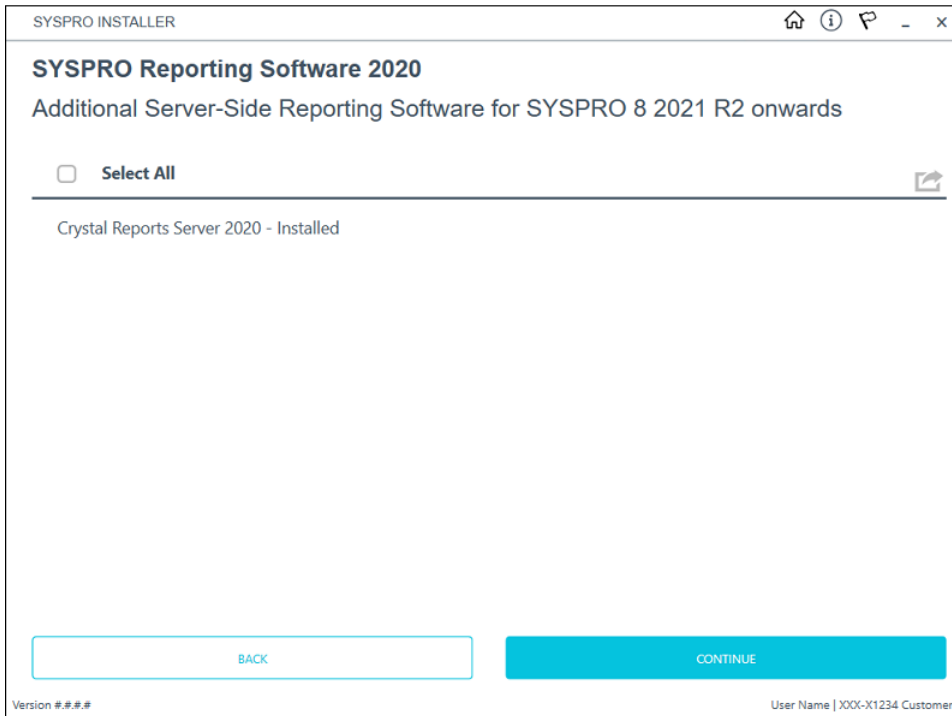 SYSPRO INSTALLER
SYSPRO Reporting Software 2020
Additional Server-Side Reporting Software for SYSPRO 8 2021 R2 onwards
Select All
Crystal Reports Server 2020 - Installed
BACK
CONTINUE
Version #.#.#.#
User Name | XXX-X1234 Customer